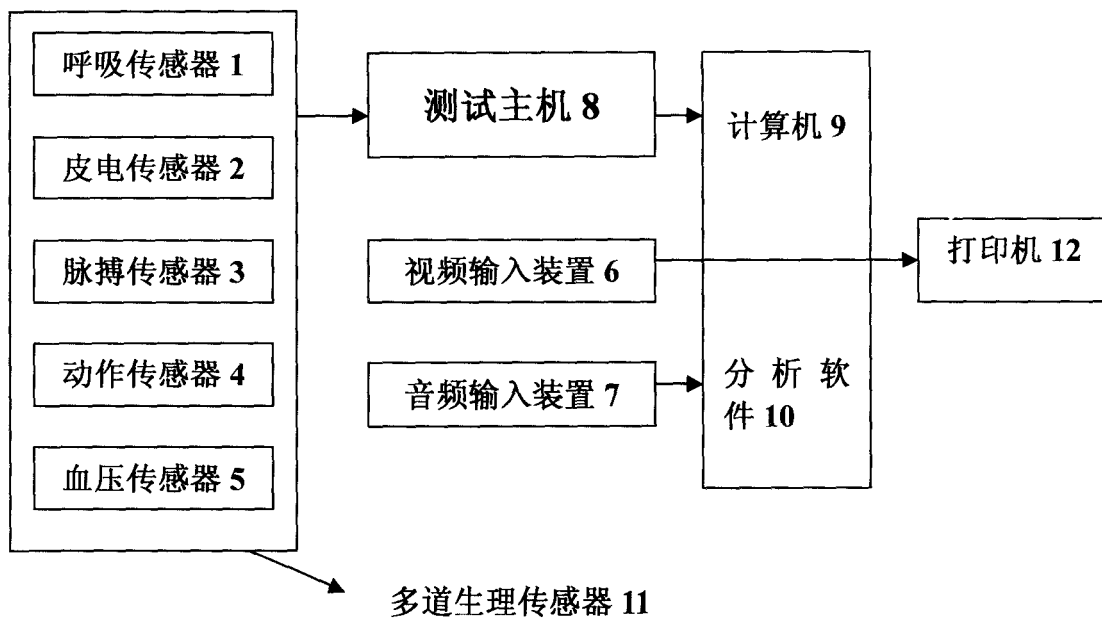 呼吸传感器 1
皮电传感器 2
脉搏传感器 3
动作传感器 4
血压传感器 5
测试主机 8
视频输入装置 6
音频输入装置 7
计算机 9
分析软
件 10
打印机 12
多道生理传感器 11